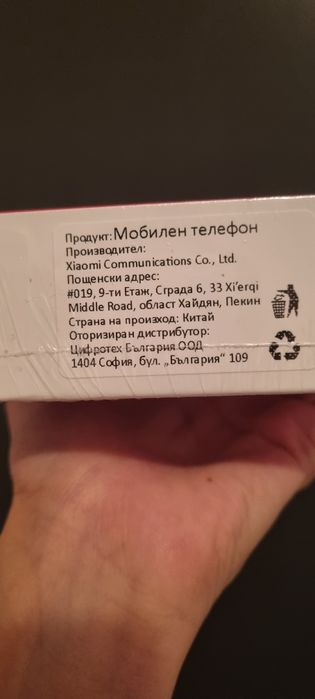 Продукт: Мобилен телефон
Производител:
Xiaomi Communications Co., Ltd.
Пощенски адрес:
#019, 9-ти Етаж, Сграда 6, 33 Xi'erqi
Middle Road, област Хайдян, Пекин
Страна на произход: Китай
Оторизиран дистрибутор:
Цифротех България ООД
1404 София, бул. „България“ 109